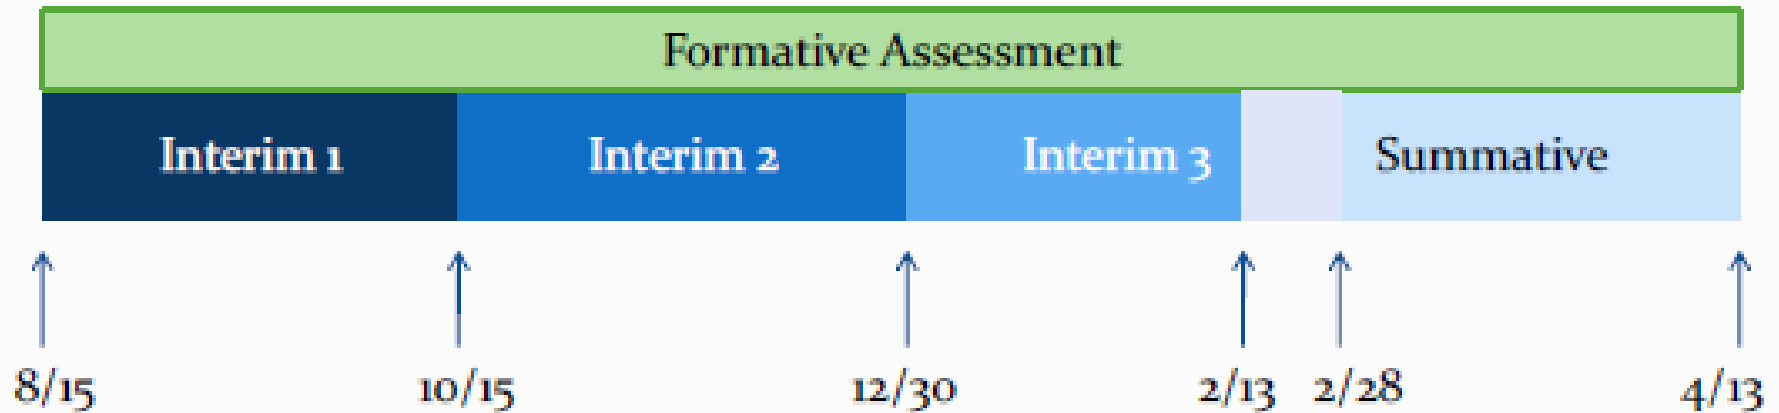 Formative Assessment
Interim 1 Interim 2 Interim 3 Summative
8/15 10/15 12/30 2/13 2/28 4/13